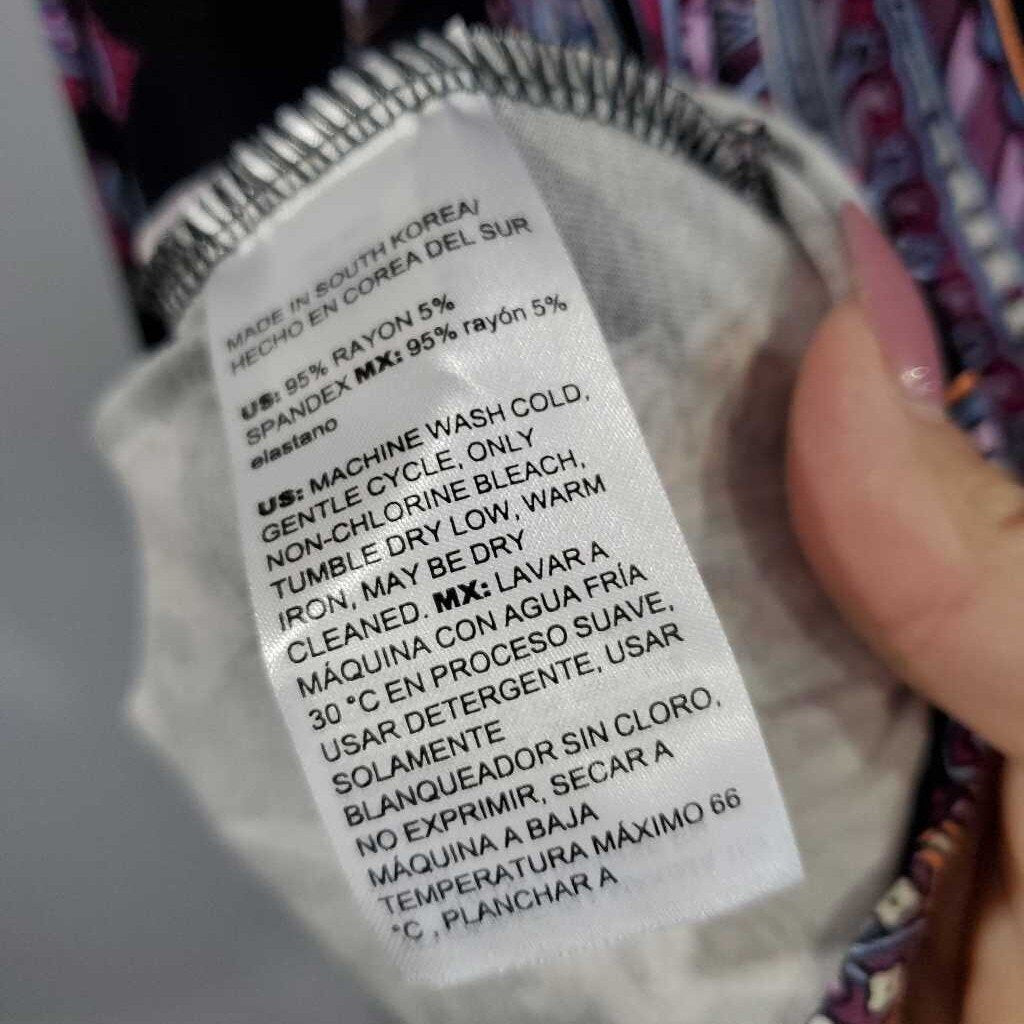 MADE IN SOUTH KOREA/
HECHO EN COREA DEL SUR
US: 95% RAYON 5%
SPANDEX MX: 95% rayón 5%
elastano
US: MACHINE WASH COLD,
GENTLE CYCLE, ONLY
NON-CHLORINE BLEACH,
TUMBLE DRY LOW, WARM
IRON, MAY BE DRY
CLEANED. MX: LAVAR A
MÁQUINA CON AGUA FRÍA
30 °C EN PROCESO SUAVE,
USAR DETERGENTE, USAR
SOLAMENTE
BLANQUEADOR SIN CLORO,
NO EXPRIMIR, SECAR A
MÁQUINA A BAJA
TEMPERATURA MÁXIMO 66
°C , PLANCHAR A